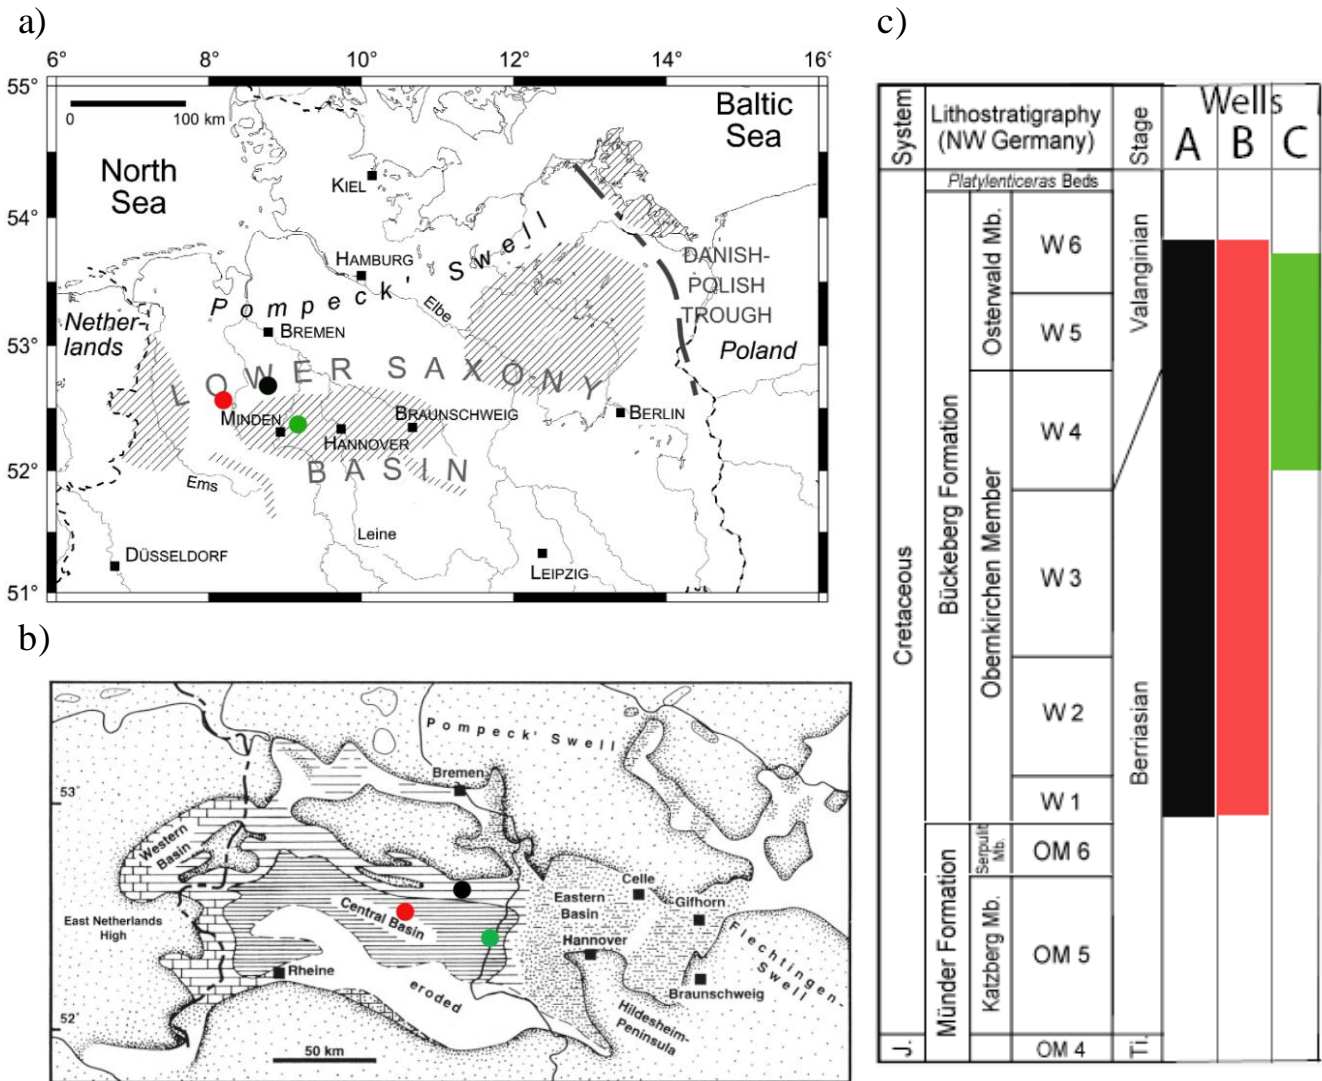 a)
6°
8°
10°
12°
14°
16°
55°
54°
53°
52°
51°
0
100 km
North
Sea
Baltic
Sea
KIEL
HAMBURG
Pompeck' Swell
Elbe
DANISH-
POLISH
TROUGH
Nether-
lands
BREMEN
Poland
LOWER SAXONY
MINDEN
BRAUNSCHWEIG
BERLIN
HANNOVER
BASIN
Ems
Leine
DÜSSELDORF
LEIPZIG
b)
Pompeck' Swell
Bremen
53
Western
Basin
Celle
Eastern
Basin
Gifhorn
Central Basin
East Netherlands
High
Hannover
Flechtingen-
Swell
Rheine
eroded
Braunschweig
Hildesheim-
Peninsula
52
50 km
c)
System
Lithostratigraphy
(NW Germany)
Stage
Wells
A
B
C
Platylenticeras Beds
Cretaceous
Bückeberg Formation
Osterwald Mb.
W 6
W 5
Valanginian
Obernkirchen Member
W 4
W 3
W 2
W 1
Berriasian
Münder Formation
Serpulit
Mb.
OM 6
Katzberg Mb.
OM 5
J.
OM 4
Ti.